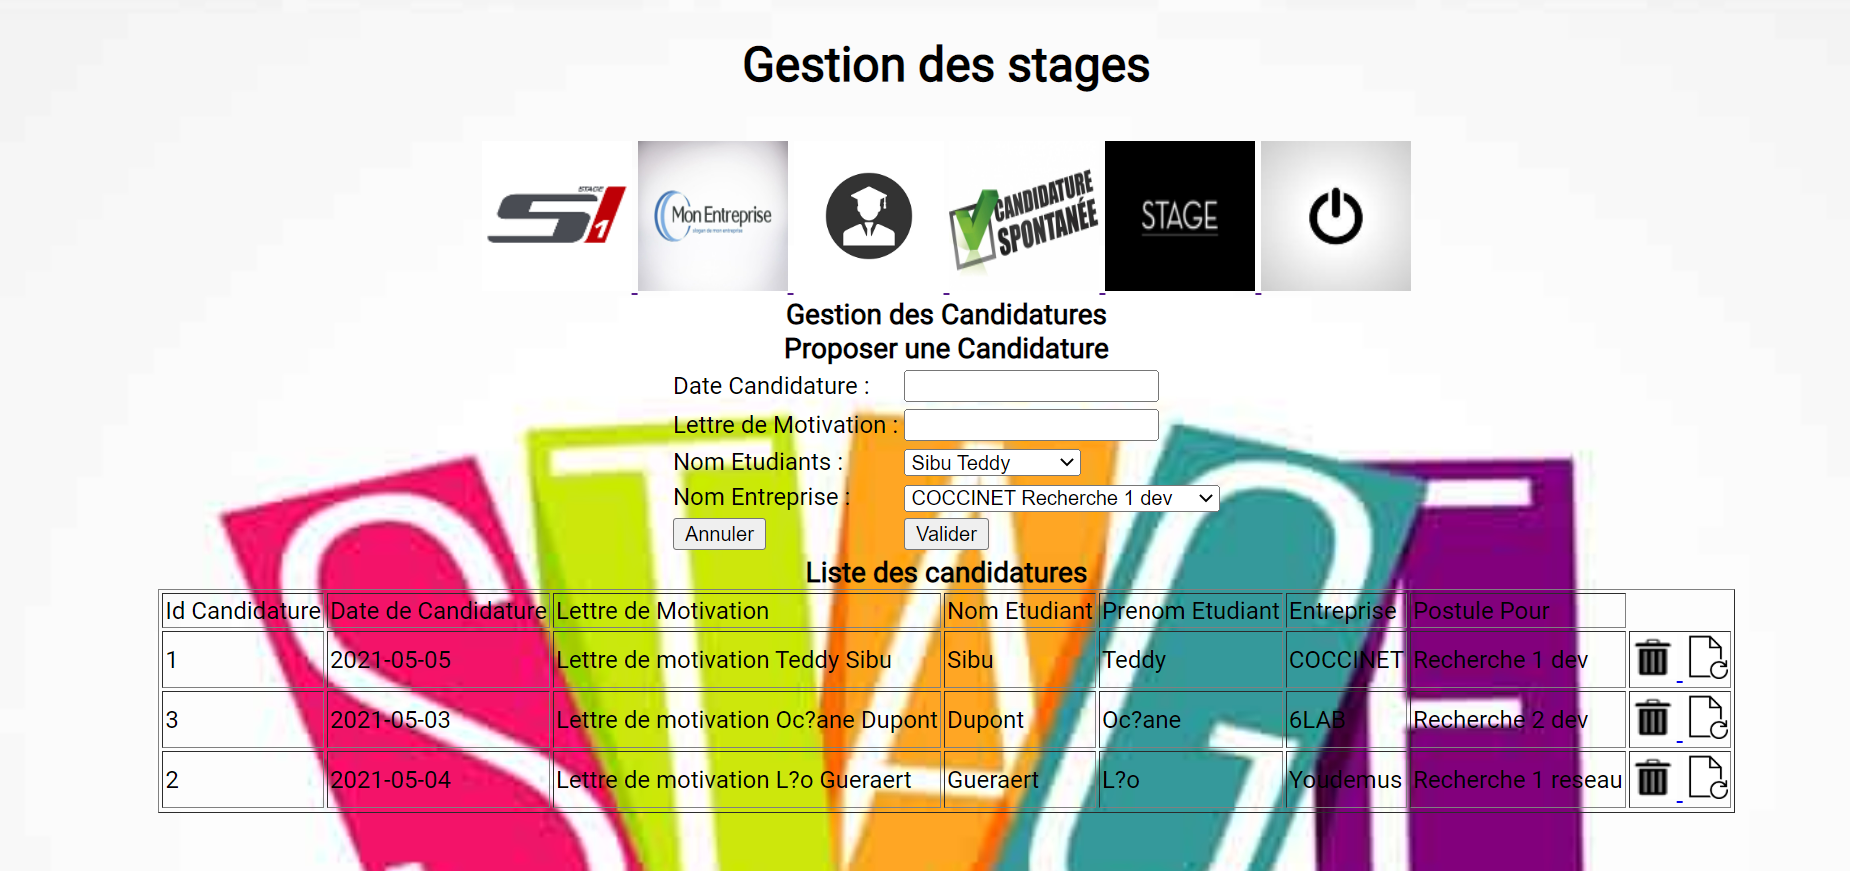 Gestion des stages
STAGE
S1
Mon Entreprise
CANDIDATURE
SPONTANÉE
STAGE
Gestion des Candidatures
Proposer une Candidature
Date Candidature :
Lettre de Motivation :
Nom Etudiants : Sibu Teddy
Nom Entreprise : COCCINET Recherche 1 dev
Annuler Valider
Liste des candidatures
Id Candidature Date de Candidature Lettre de Motivation Nom Etudiant Prenom Etudiant Entreprise Postule Pour
1 2021-05-05 Lettre de motivation Teddy Sibu Sibu Teddy COCCINET Recherche 1 dev
3 2021-05-03 Lettre de motivation Oc?ane Dupont Dupont Oc?ane 6LAB Recherche 2 dev
2 2021-05-04 Lettre de motivation L?o Gueraert Gueraert L?o Youdemus Recherche 1 reseau
STAGE